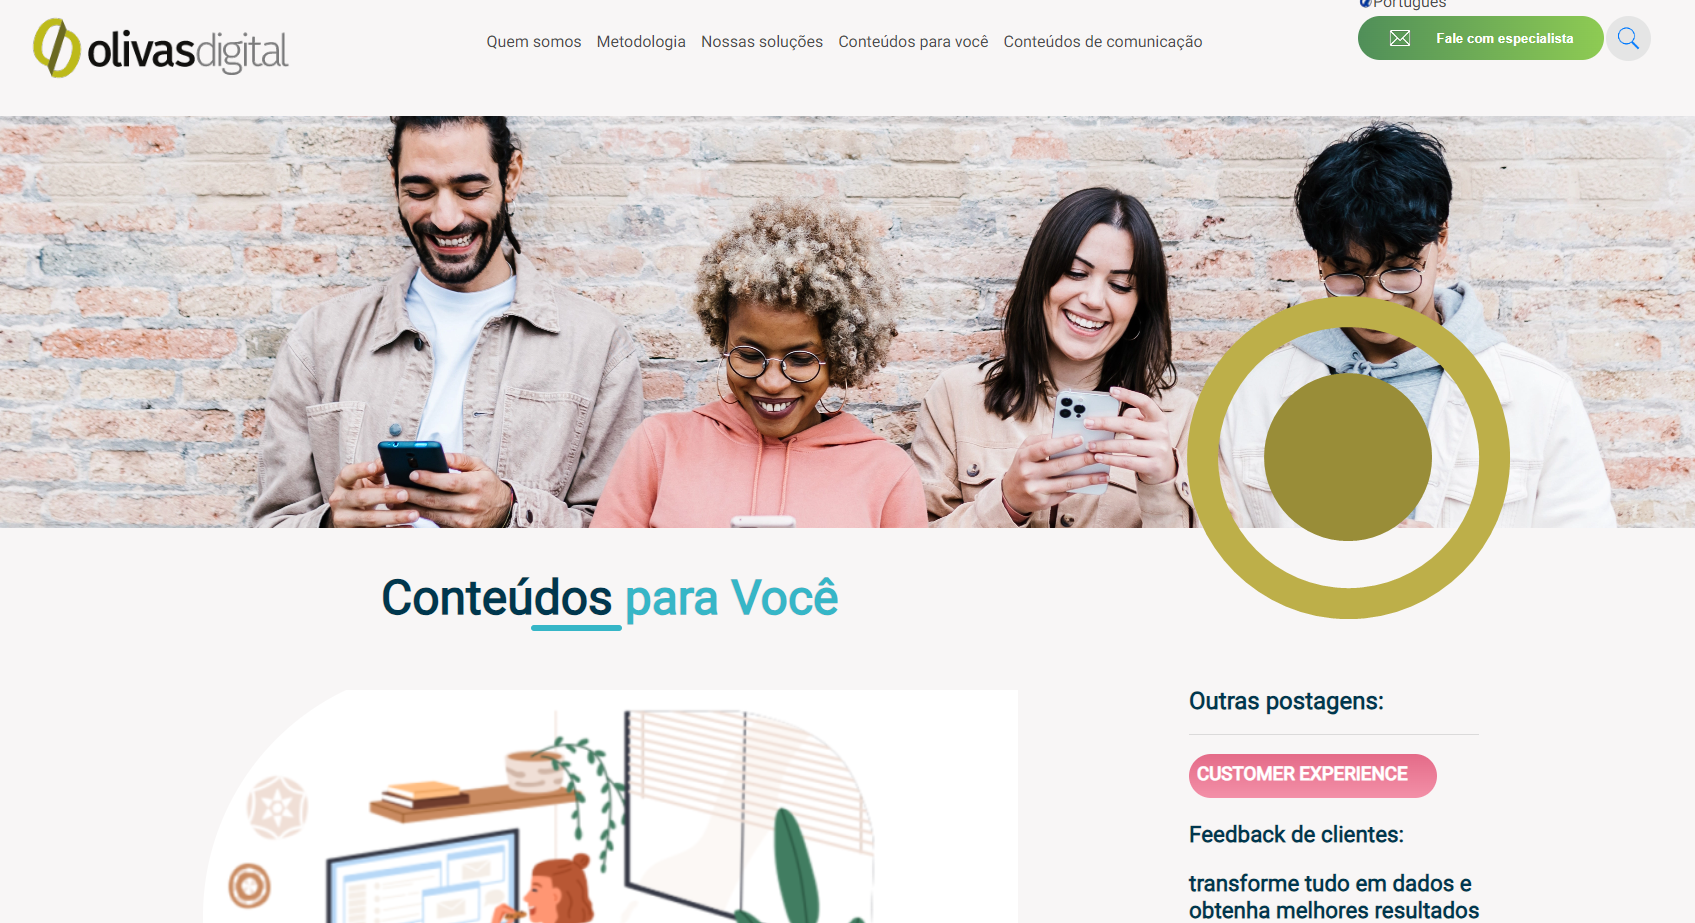 Português
olivasdigital
Quem somos Metodologia Nossas soluções Conteúdos para você Conteúdos de comunicação
Fale com especialista
Conteúdos para Você
Outras postagens:
CUSTOMER EXPERIENCE
Feedback de clientes:
transforme tudo em dados e
obtenha melhores resultados